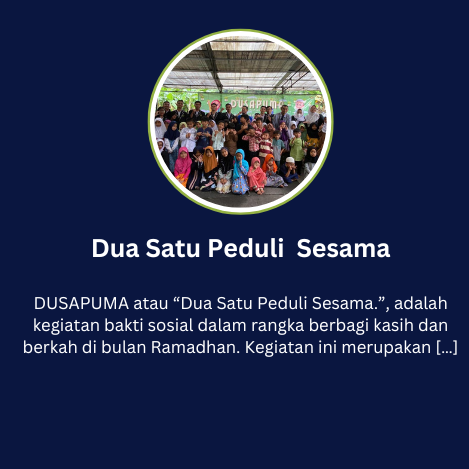 DUSAPUMA
Dua Satu Peduli Sesama
DUSAPUMA atau “Dua Satu Peduli Sesama.”, adalah
kegiatan bakti sosial dalam rangka berbagi kasih dan
berkah di bulan Ramadhan. Kegiatan ini merupakan [...]